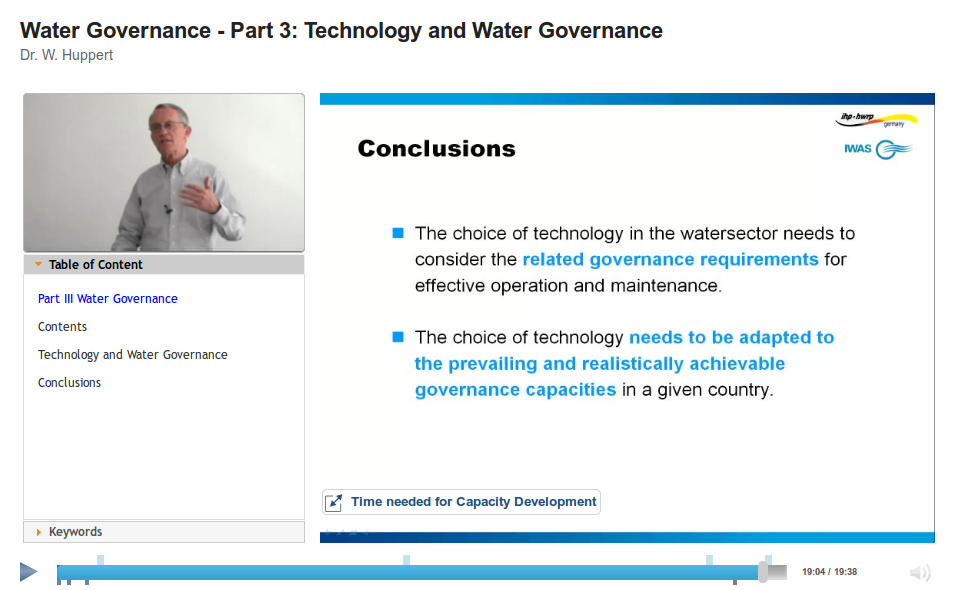 Water Governance - Part 3: Technology and Water Governance
Dr. W. Huppert
ihp - hwrp
germany
IWAS
Conclusions
The choice of technology in the watersector needs to
consider the related governance requirements for
effective operation and maintenance.
The choice of technology needs to be adapted to
the prevailing and realistically achievable
governance capacities in a given country.
Time needed for Capacity Development
Table of Content
Part III Water Governance
Contents
Technology and Water Governance
Conclusions
Keywords
19:04 / 19:38